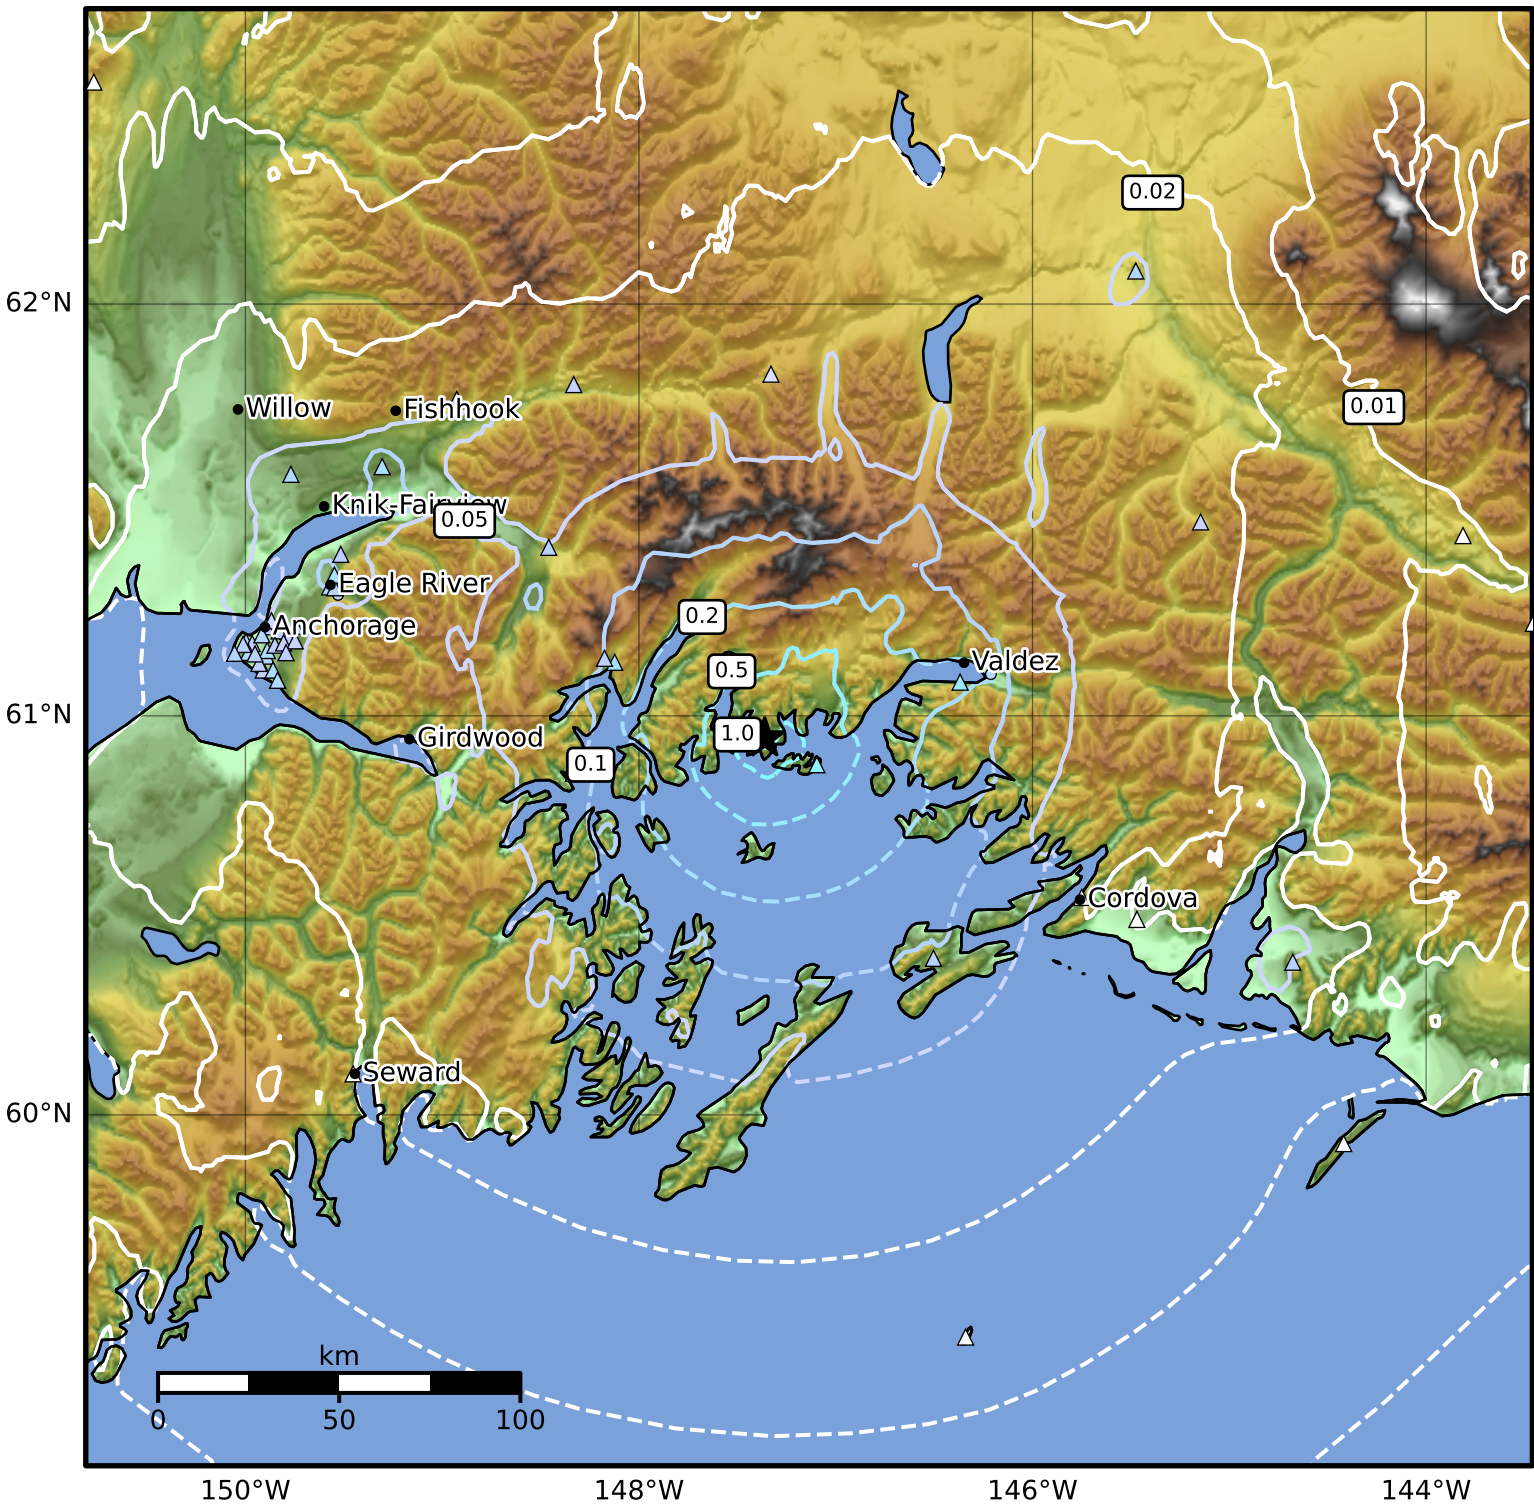 0.02
62°N
0.01
Willow
Fishhook
Knik-Fairview
0.05
Eagle River
Anchorage
0.2
0.5
Valdez
61°N
1.0
Girdwood
0.1
Cordova
Seward
60°N
km
0 50 100
150°W 148°W 146°W 144°W